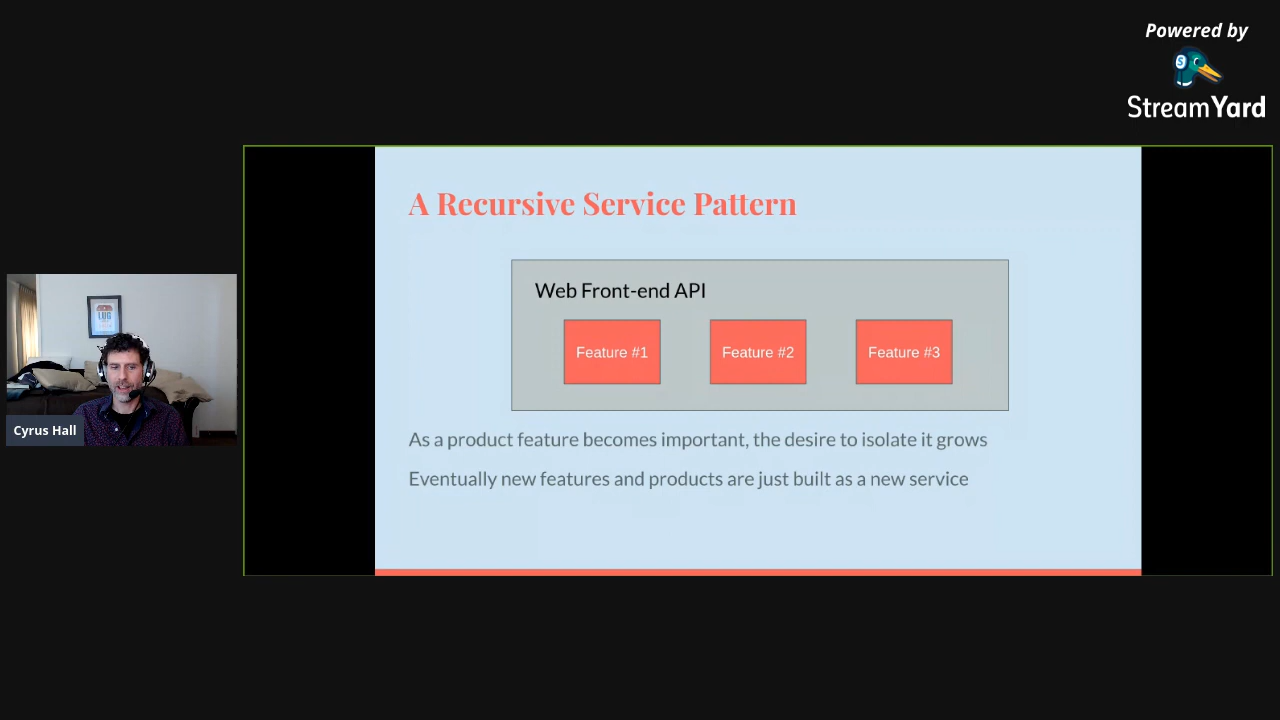 Powered by
StreamYard
A Recursive Service Pattern
Web Front-end API
Feature #1
Feature #2
Feature #3
As a product feature becomes important, the desire to isolate it grows
Eventually new features and products are just built as a new service
Cyrus Hall